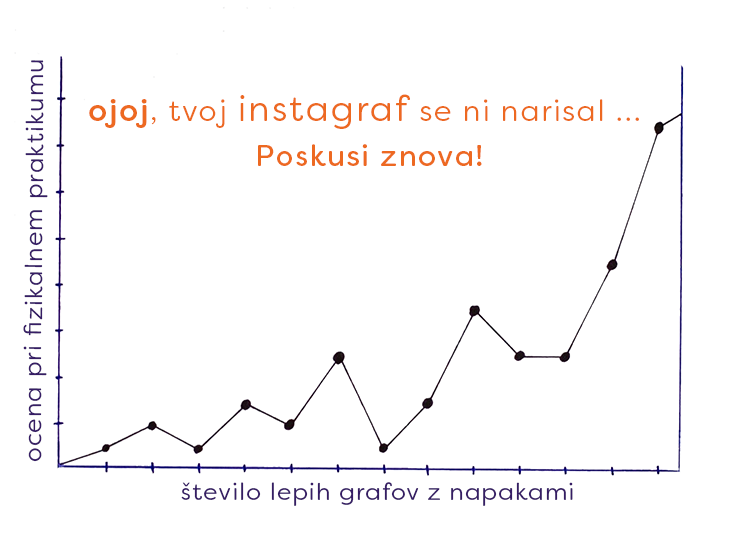 ojoj, tvoj instagraf se ni narisal ...
Poskusi znova!
ocena pri fizikalnem praktikumu
število lepih grafov z napakami